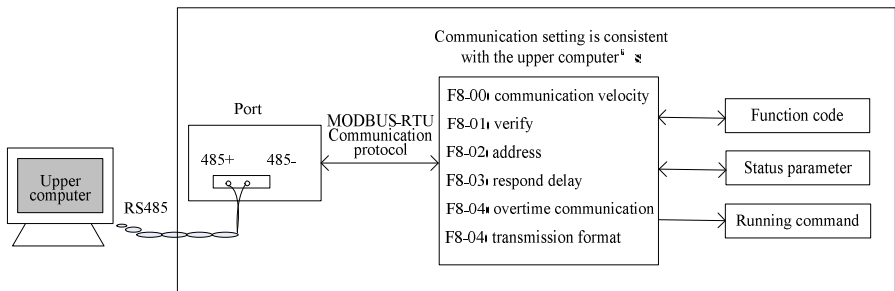 Communication setting is consistent
with the upper computer
Port
485+ 485-
MODBUS-RTU
Communication
protocol
Upper
computer
RS485
F8-00 communication velocity
F8-01 verify
F8-02 address
F8-03 respond delay
F8-04 overtime communication
F8-04 transmission format
Function code
Status parameter
Running command